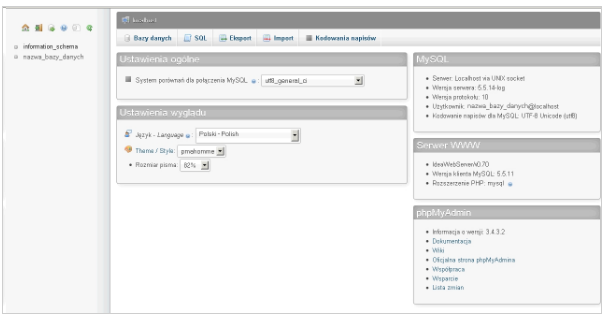 localhost
Bazy danych SQL Eksport Import Kodowania napisów
information_schema
nazwa_bazy_danych
Ustawienia ogólne
System porównań dla połączenia MySQL : utf8_general_ci
Ustawienia wyglądu
Język - Language : Polski - Polish
Theme / Style: pmahomme
Rozmiar pisma: 82%
MySQL
Serwer: Localhost via UNIX socket
Wersja serwera: 5.5.14-log
Wersja protokołu: 10
Użytkownik: nazwa_bazy_danych@localhost
Kodowanie napisów dla MySQL: UTF-8 Unicode (utf8)
Serwer WWW
IdeaWebServer/0.70
Wersja klienta MySQL: 5.5.11
Rozszerzenie PHP: mysql
phpMyAdmin
Informacja o wersji: 3.4.3.2
Dokumentacja
Wiki
Oficjalna strona phpMyAdmina
Współpraca
Wsparcie
Lista zmian